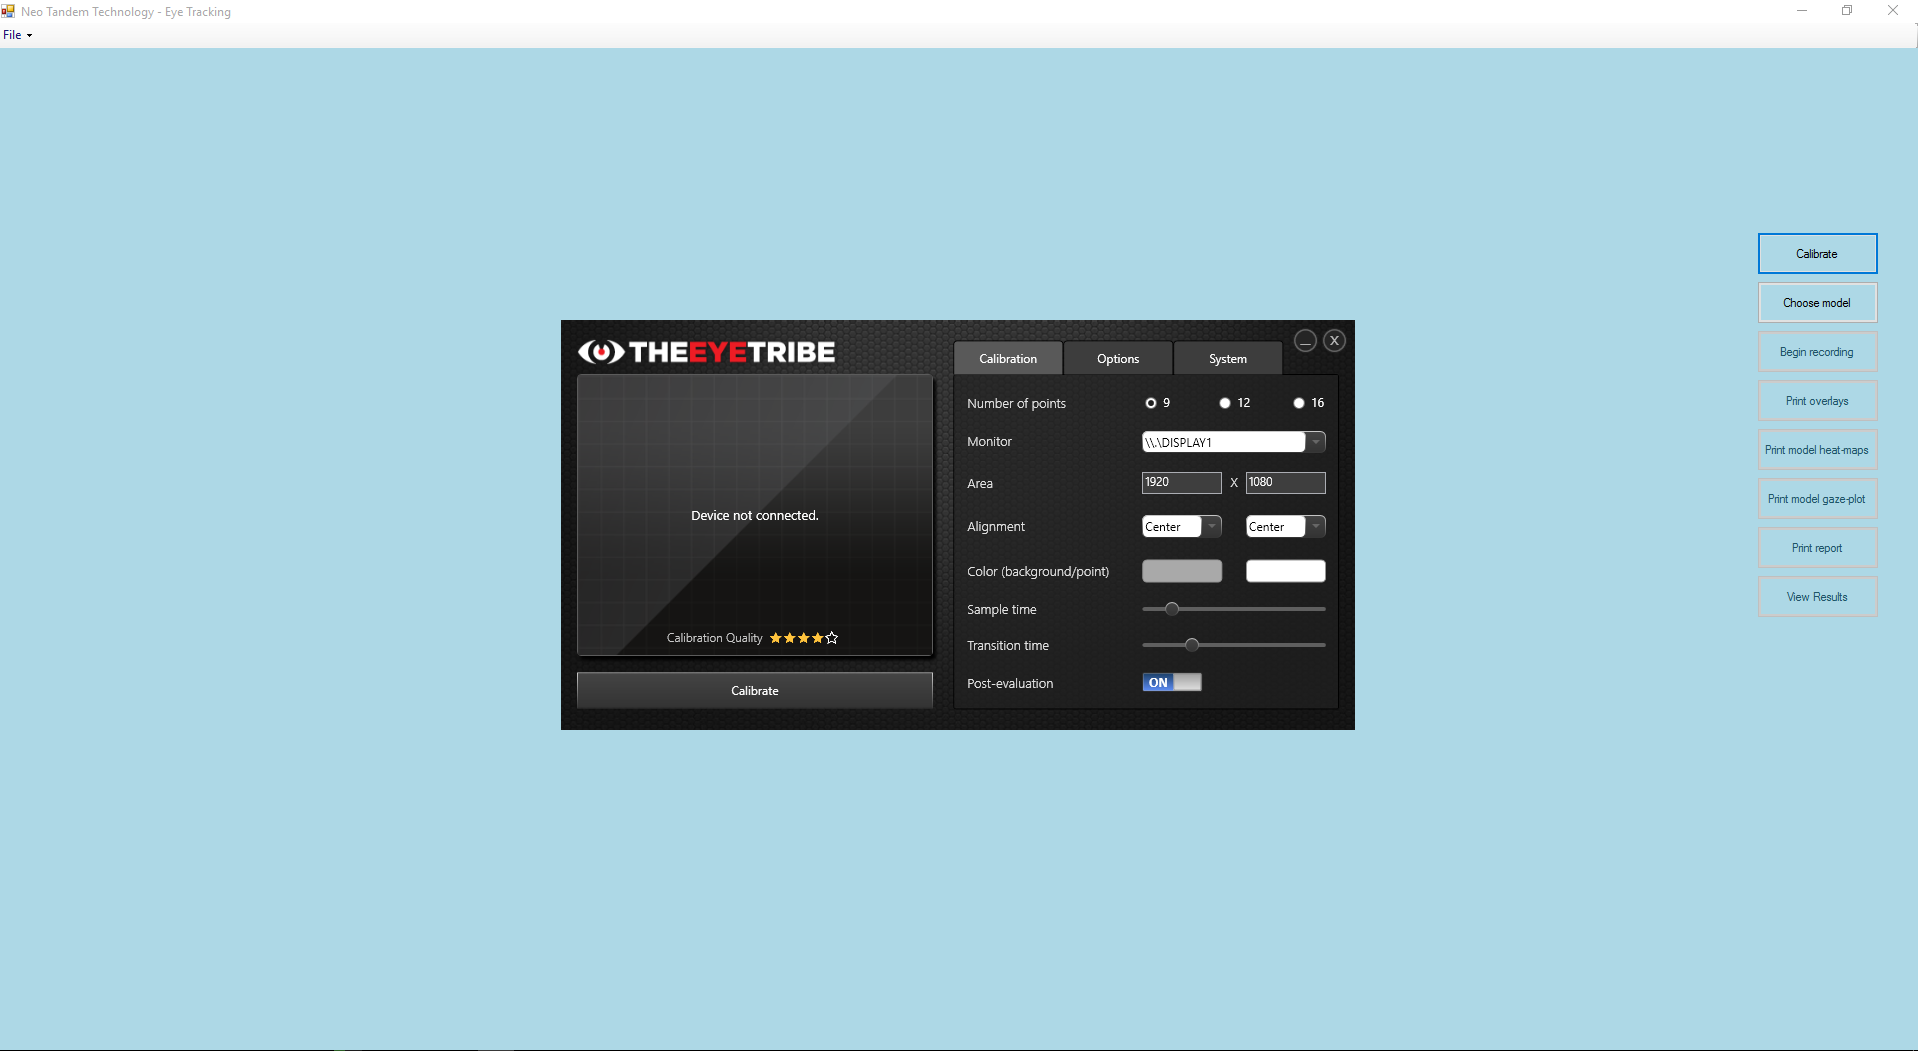 Neo Tandem Technology - Eye Tracking
File
THEEYETRIBE
Device not connected.
Calibration Quality
Calibrate
Calibration Options System
X
Number of points 9 12 16
Monitor \\.\DISPLAY1
Area 1920 X 1080
Alignment Center Center
Color (background/point)
Sample time
Transition time
Post-evaluation ON
Calibrate
Choose model
Begin recording
Print overlays
Print model heat-maps
Print model gaze-plot
Print report
View Results